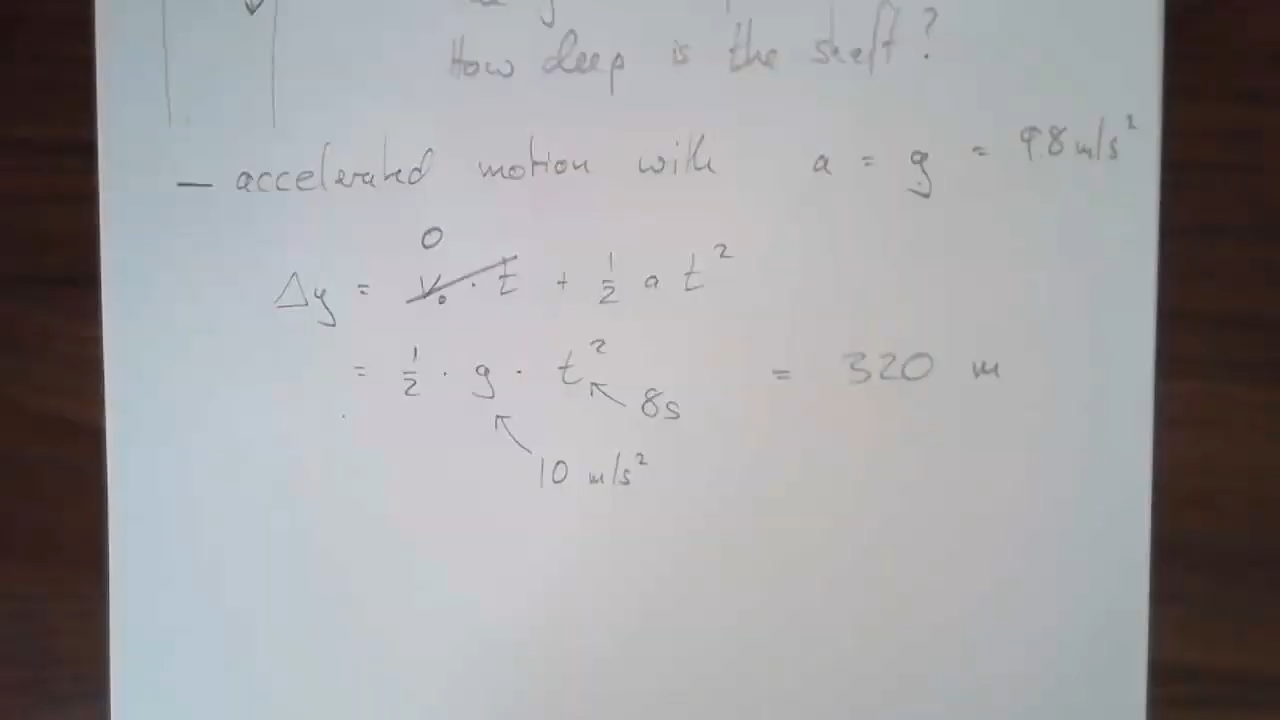 How deep is the shaft?
— accelerated motion with a = g = 9.8 m/s²
0
Δy = v₀ · t + ½ a t²
= ½ · g · t² = 320 m
8s
10 m/s²